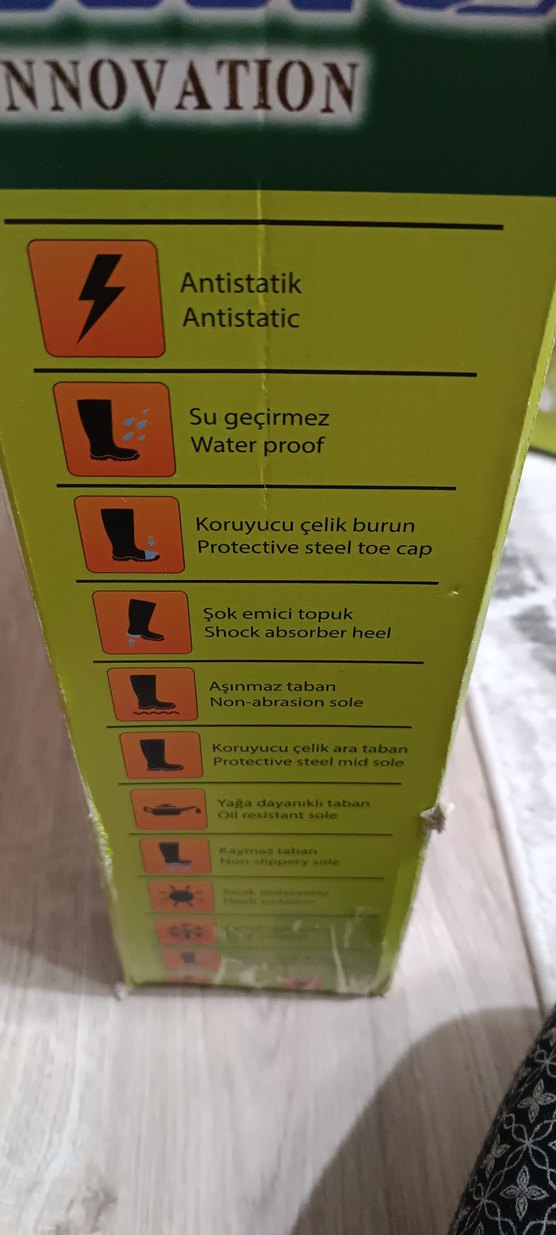 NNOVATION
Antistatik
Antistatic
Su geçirmez
Water proof
Koruyucu çelik burun
Protective steel toe cap
Şok emici topuk
Shock absorber heel
Aşınmaz taban
Non-abrasion sole
Koruyucu çelik ara taban
Protective steel mid sole
Yağa dayanıklı taban
Oil resistant sole
Kaymaz taban
Non-slippery sole
Sıcak izolasyonu